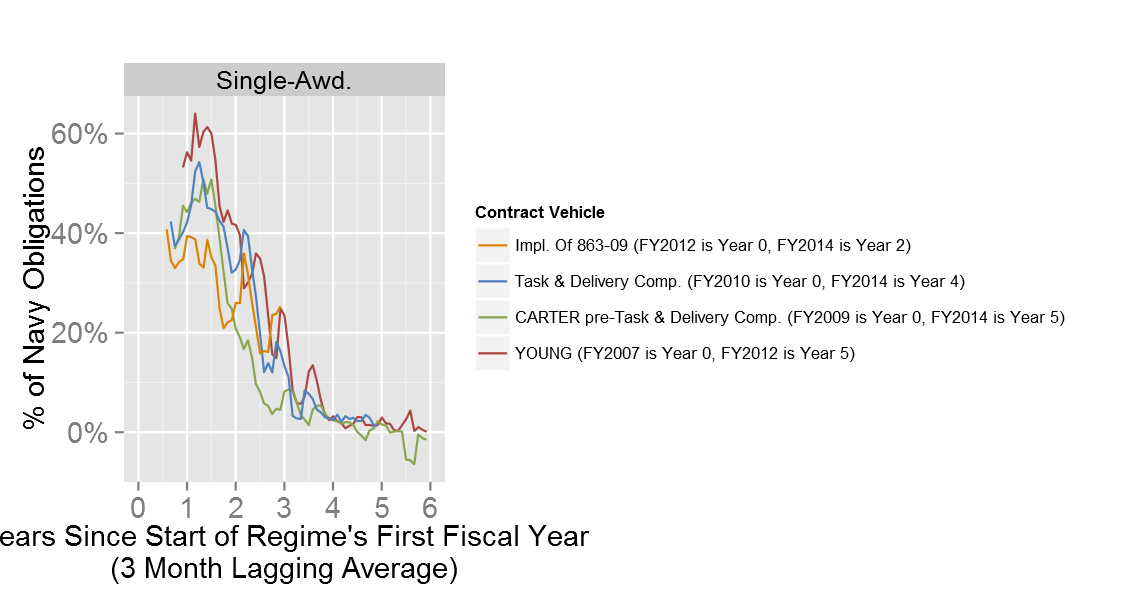 Single-Awd.
% of Navy Obligations
60%
40%
20%
0%
0 1 2 3 4 5 6
ears Since Start of Regime's First Fiscal Year
(3 Month Lagging Average)
Contract Vehicle
Impl. Of 863-09 (FY2012 is Year 0, FY2014 is Year 2)
Task & Delivery Comp. (FY2010 is Year 0, FY2014 is Year 4)
CARTER pre-Task & Delivery Comp. (FY2009 is Year 0, FY2014 is Year 5)
YOUNG (FY2007 is Year 0, FY2012 is Year 5)